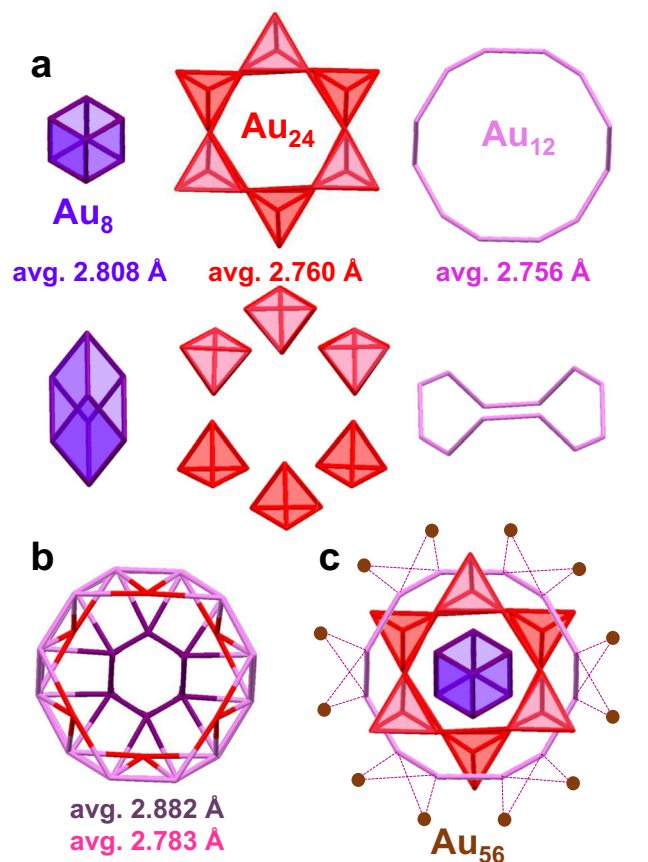 a
Au₈
Au₂₄
Au₁₂
avg. 2.808 Å
avg. 2.760 Å
avg. 2.756 Å
b
c
avg. 2.882 Å
avg. 2.783 Å
Au₅₆